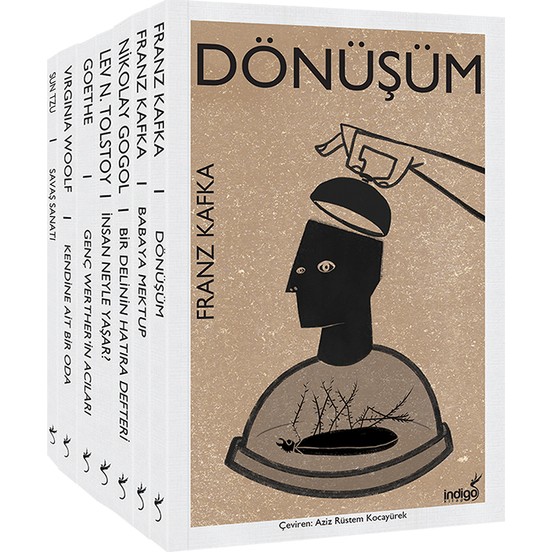 SUN TZU | SAVAŞ SANATI
VIRGINIA WOOLF | KENDİNE AİT BİR ODA
GOETHE | GENÇ WERTHER'İN ACILARI
LEV N. TOLSTOY | İNSAN NEYLE YAŞAR?
NİKOLAY GOGOL | BİR DELİNİN HATIRA DEFTERİ
FRANZ KAFKA | BABAYA MEKTUP
FRANZ KAFKA | DÖNÜŞÜM
DÖNÜŞÜM
FRANZ KAFKA
indigo
kitap
Çeviren: Aziz Rüstem Kocayürek